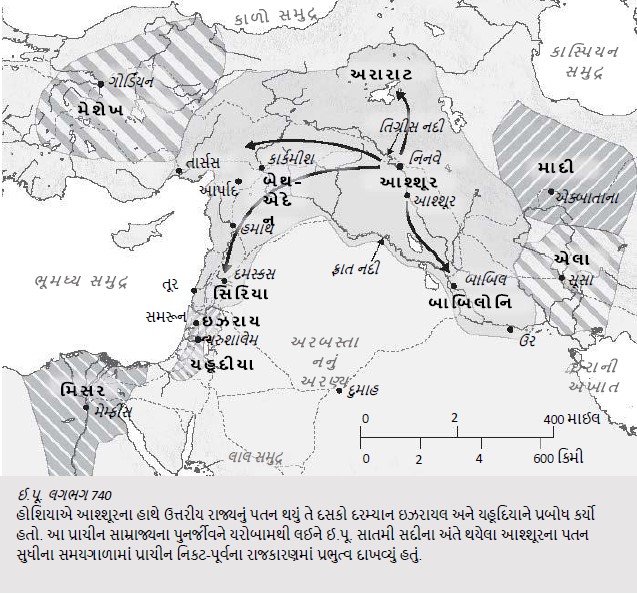 કાળો સમુદ્ર
કાસ્પિયન
સમુદ્ર
અરારાટ
ગોર્ડિયન
મેશેખ
તિગ્રીસ નદી
તાર્સસ
કાર્કમીશ
નિનવે
માદી
આર્પાદ
બેથ-
એદે
ન
આશ્શૂર
આશ્શૂર
એકબાતાના
હમાથ
એલા
ભૂમધ્ય સમુદ્ર
ફ્રાત નદી
તૂર
દમસ્કસ
સિરિયા
બાબિલ
બાબિલોનિ
સૂસા
સમરૂન
ઇઝરાય
યરુશાલેમ
યહૂદીયા
અરબસ્તા
નનું
અરણ્ય
ઉર
ઇરાની
અખાત
મિસર
મેમ્ફીસ
દુમાહ
લાલ સમુદ્ર
0 2 400 માઈલ
0 2 4 600 કિમી
ઈ.પૂ. લગભગ 740
હોશિયાએ આશ્શૂરના હાથે ઉત્તરીય રાજ્યનું પતન થયું તે દસકો દરમ્યાન ઇઝરાયલ અને યહૂદિયાને પ્રબોધ કર્યો
હતો. આ પ્રાચીન સામ્રાજ્યના પુનર્જીવને યરોબામથી લઇને ઈ.પૂ. સાતમી સદીના અંતે થયેલા આશ્શૂરના પતન
સુધીના સમયગાળામાં પ્રાચીન નિકટ-પૂર્વના રાજકારણમાં પ્રભુત્વ દાખવ્યું હતું.